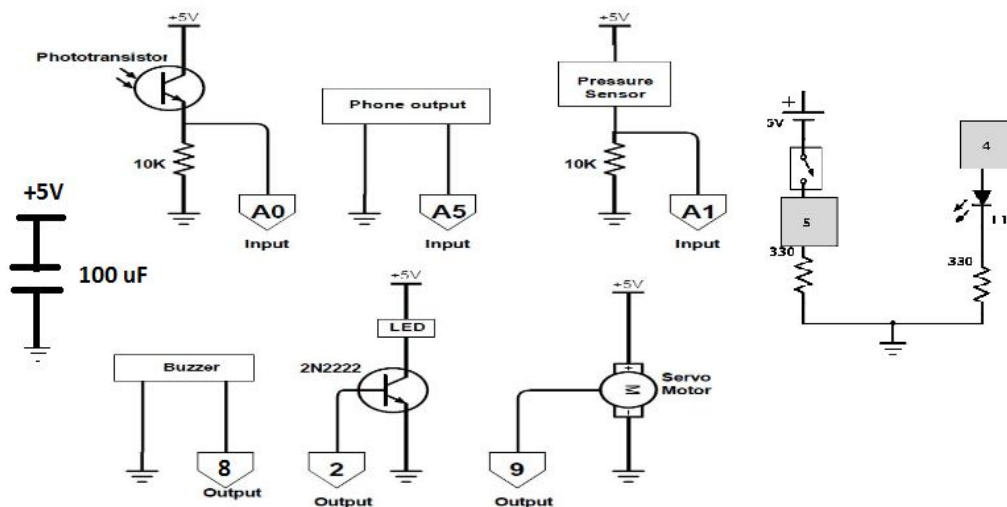 +5V
Phototransistor
10K
A0
Input
Phone output
A5
Input
+5V
Pressure
Sensor
10K
A1
Input
+
5V
5
330
4
330
+5V
100 uF
Buzzer
8
Output
+5V
LED
2N2222
2
Output
+5V
Servo
Motor
M
+
-
9
Output